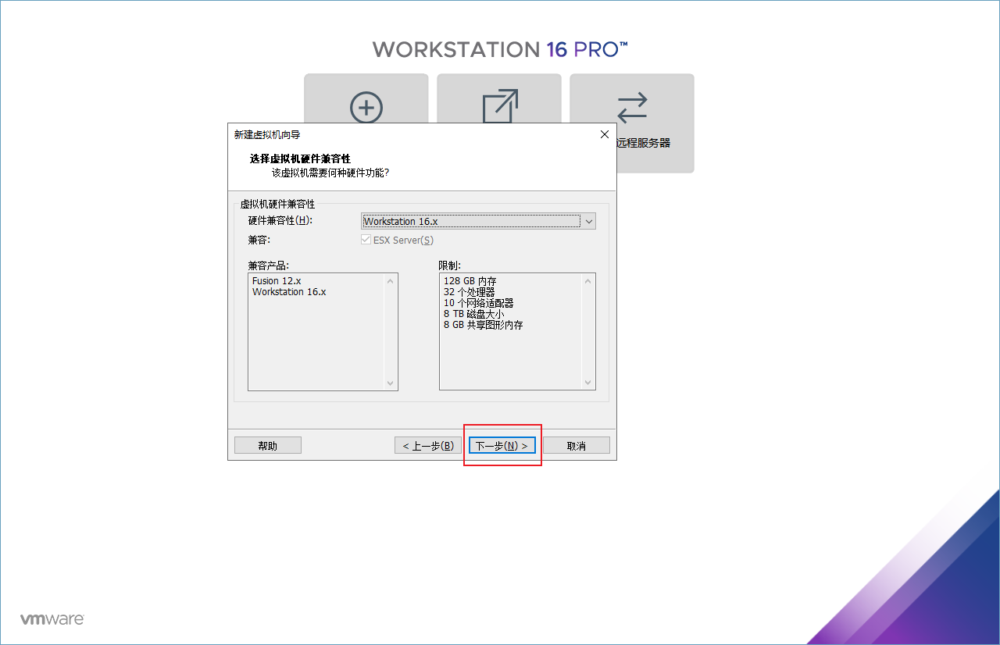 WORKSTATION 16 PRO™
远程服务器
新建虚拟机向导
选择虚拟机硬件兼容性
该虚拟机需要何种硬件功能?
虚拟机硬件兼容性
硬件兼容性(H):
Workstation 16.x
兼容:
ESX Server(S)
兼容产品:
Fusion 12.x
Workstation 16.x
限制:
128 GB 内存
32 个处理器
10 个网络适配器
8 TB 磁盘大小
8 GB 共享图形内存
帮助
< 上一步(B)
下一步(N) >
取消
vmware